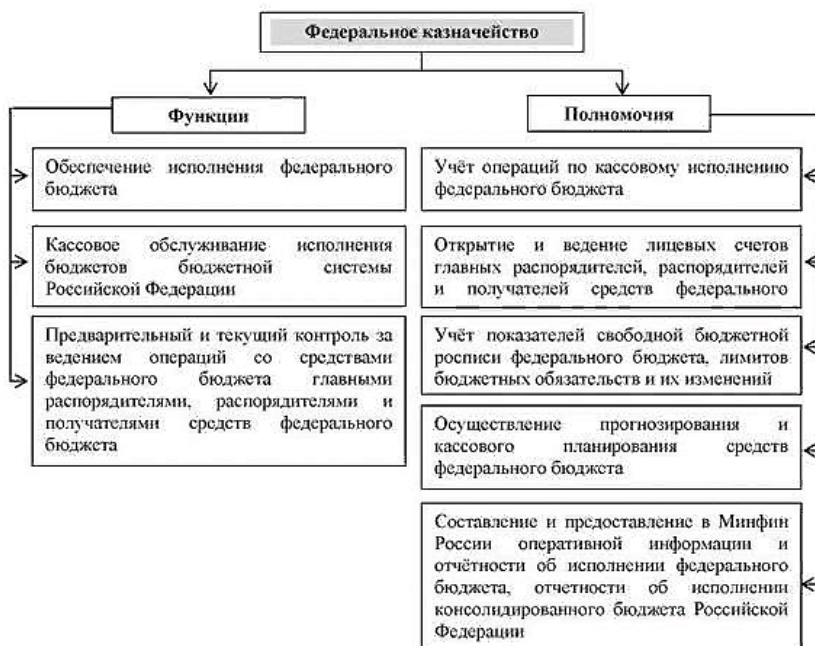 Федеральное казначейство
Функции
Обеспечение исполнения федерального
бюджета
Кассовое обслуживание исполнения
бюджетов бюджетной системы
Российской Федерации
Предварительный и текущий контроль за
ведением операций со средствами
федерального бюджета главными
распорядителями, распорядителями и
получателями средств федерального
бюджета
Полномочия
Учёт операций по кассовому исполнению
федерального бюджета
Открытие и ведение лицевых счетов
главных распорядителей, распорядителей
и получателей средств федерального
Учёт показателей свободной бюджетной
росписи федерального бюджета, лимитов
бюджетных обязательств и их изменений
Осуществление прогнозирования и
кассового планирования средств
федерального бюджета
Составление и предоставление в Минфин
России оперативной информации и
отчётности об исполнении федерального
бюджета, отчетности об исполнении
консолидированного бюджета Российской
Федерации